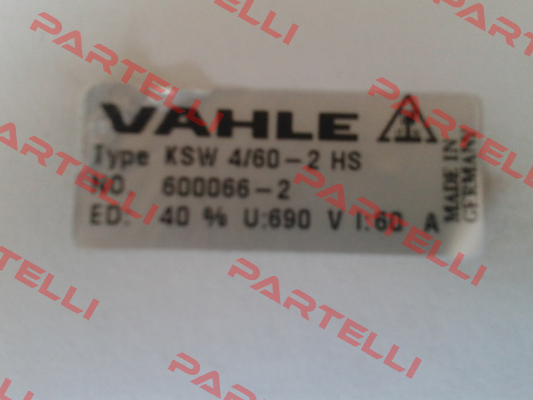 PARTELLI
PARTELLI
VAHLE
Type KSW 4/60-2 HS
NO. 600066-2
ED. 40 % U:690 V I:60 A
MADE IN
GERMANY
PARTELLI
PARTELLI
PARTELLI
PARTELLI